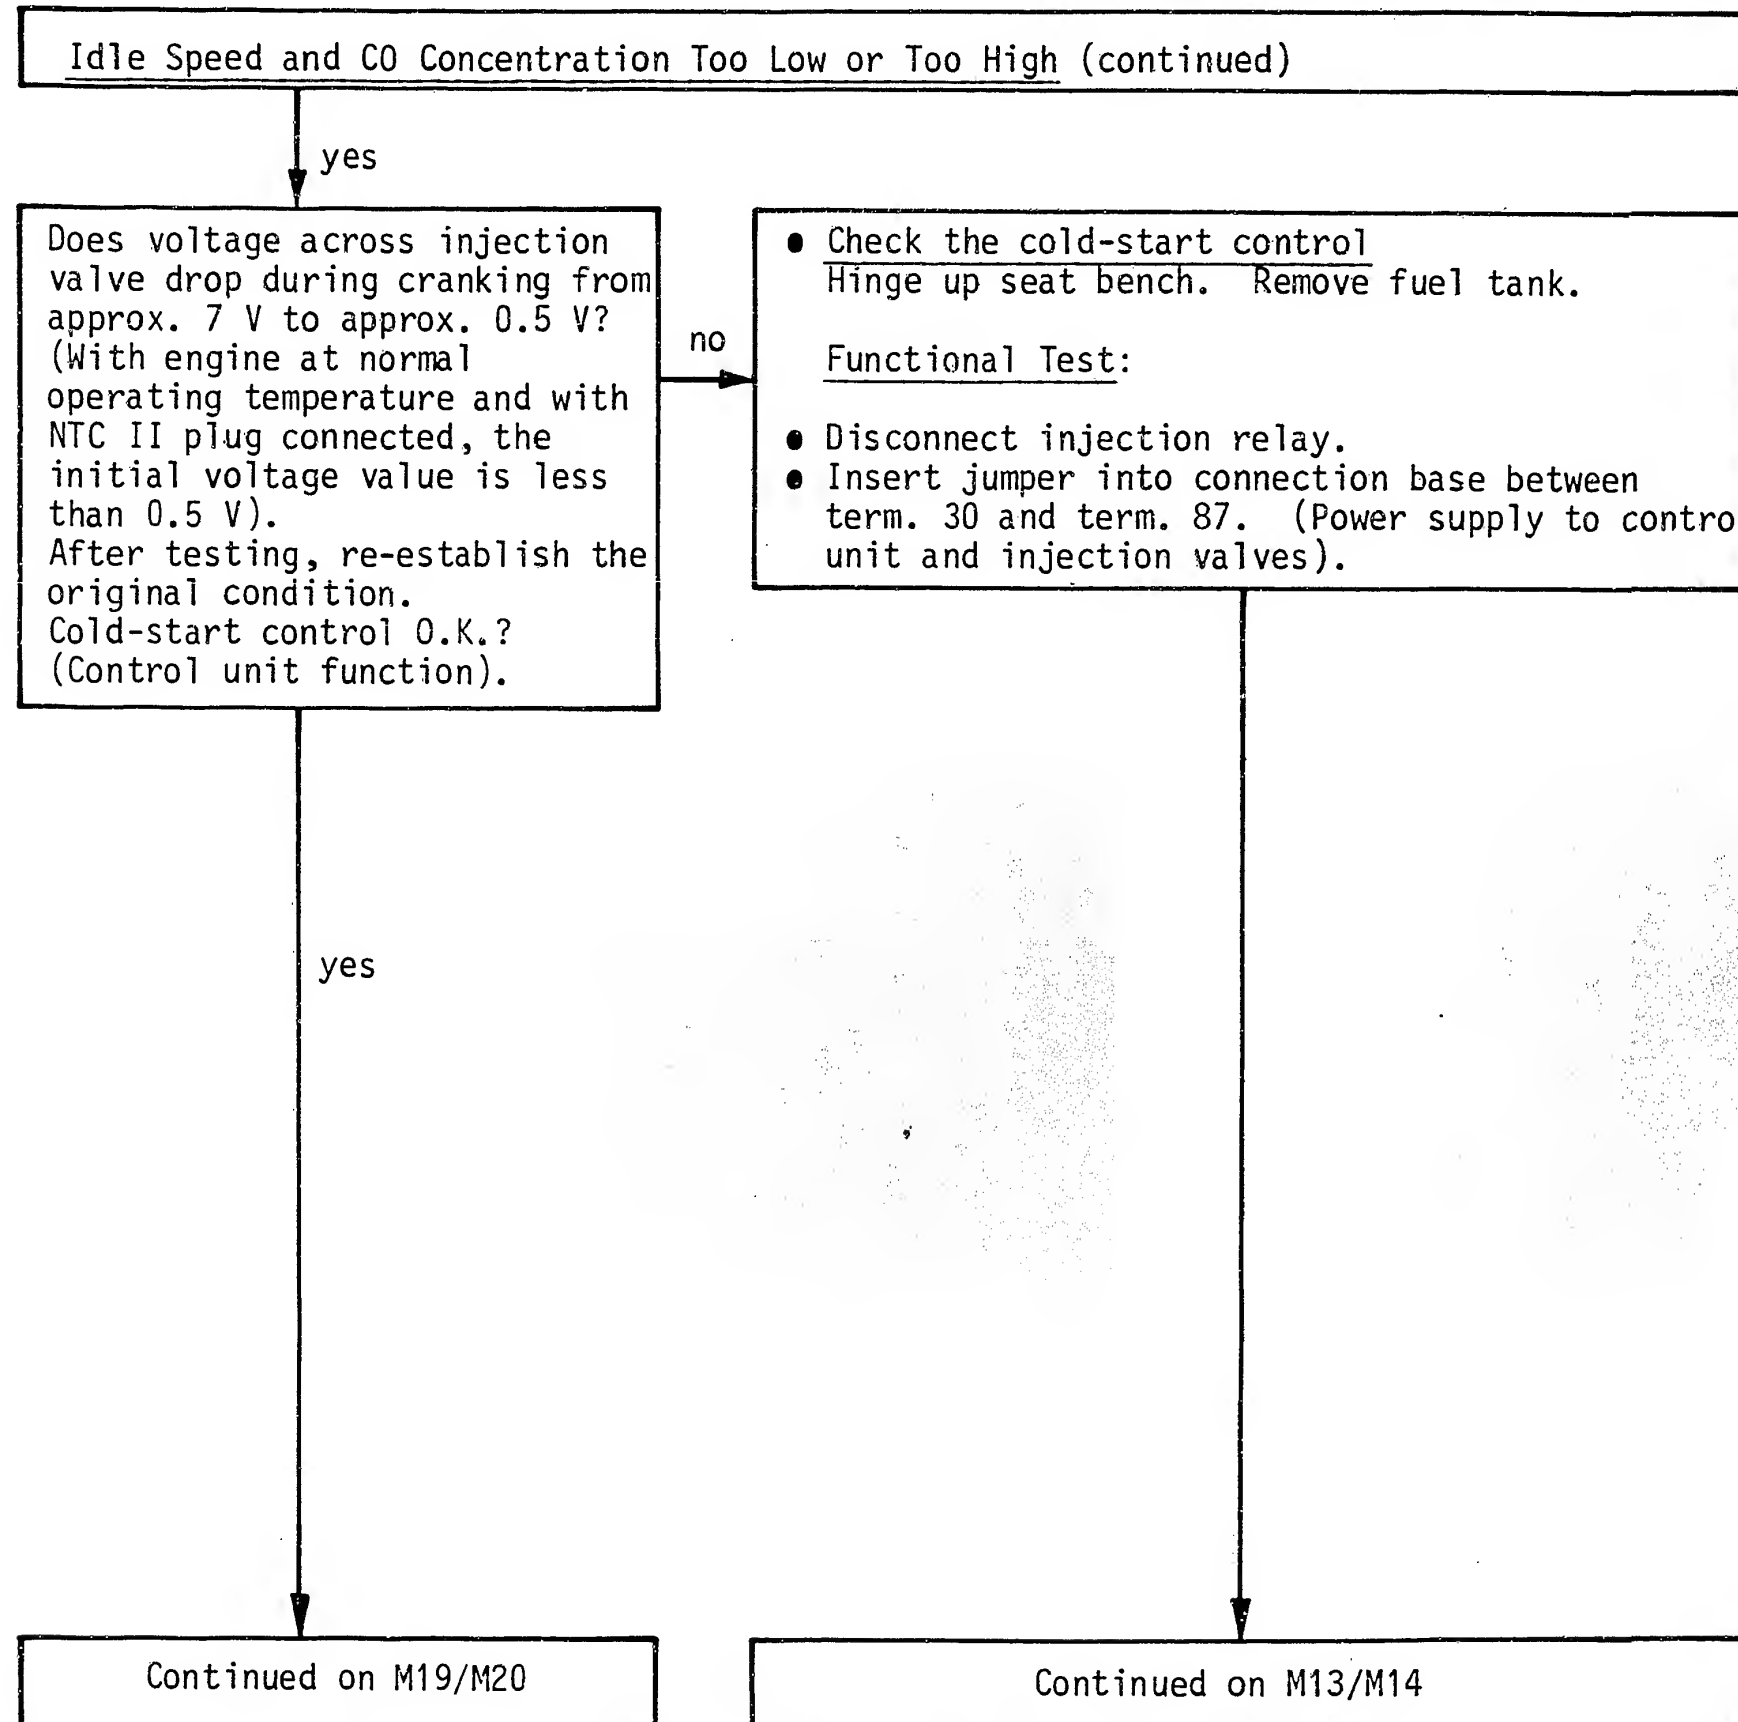 Idle Speed and CO Concentration Too Low or Too High (continued)
yes
Does voltage across injection
valve drop during cranking from
approx. 7 V to approx. 0.5 V?
(With engine at normal
operating temperature and with
NTC II plug connected, the
initial voltage value is less
than 0.5 V).
After testing, re-establish the
original condition.
Cold-start control O.K.?
(Control unit function).
no
● Check the cold-start control
Hinge up seat bench. Remove fuel tank.
Functional Test:
● Disconnect injection relay.
● Insert jumper into connection base between
term. 30 and term. 87. (Power supply to contro
unit and injection valves).
yes
Continued on M19/M20
Continued on M13/M14